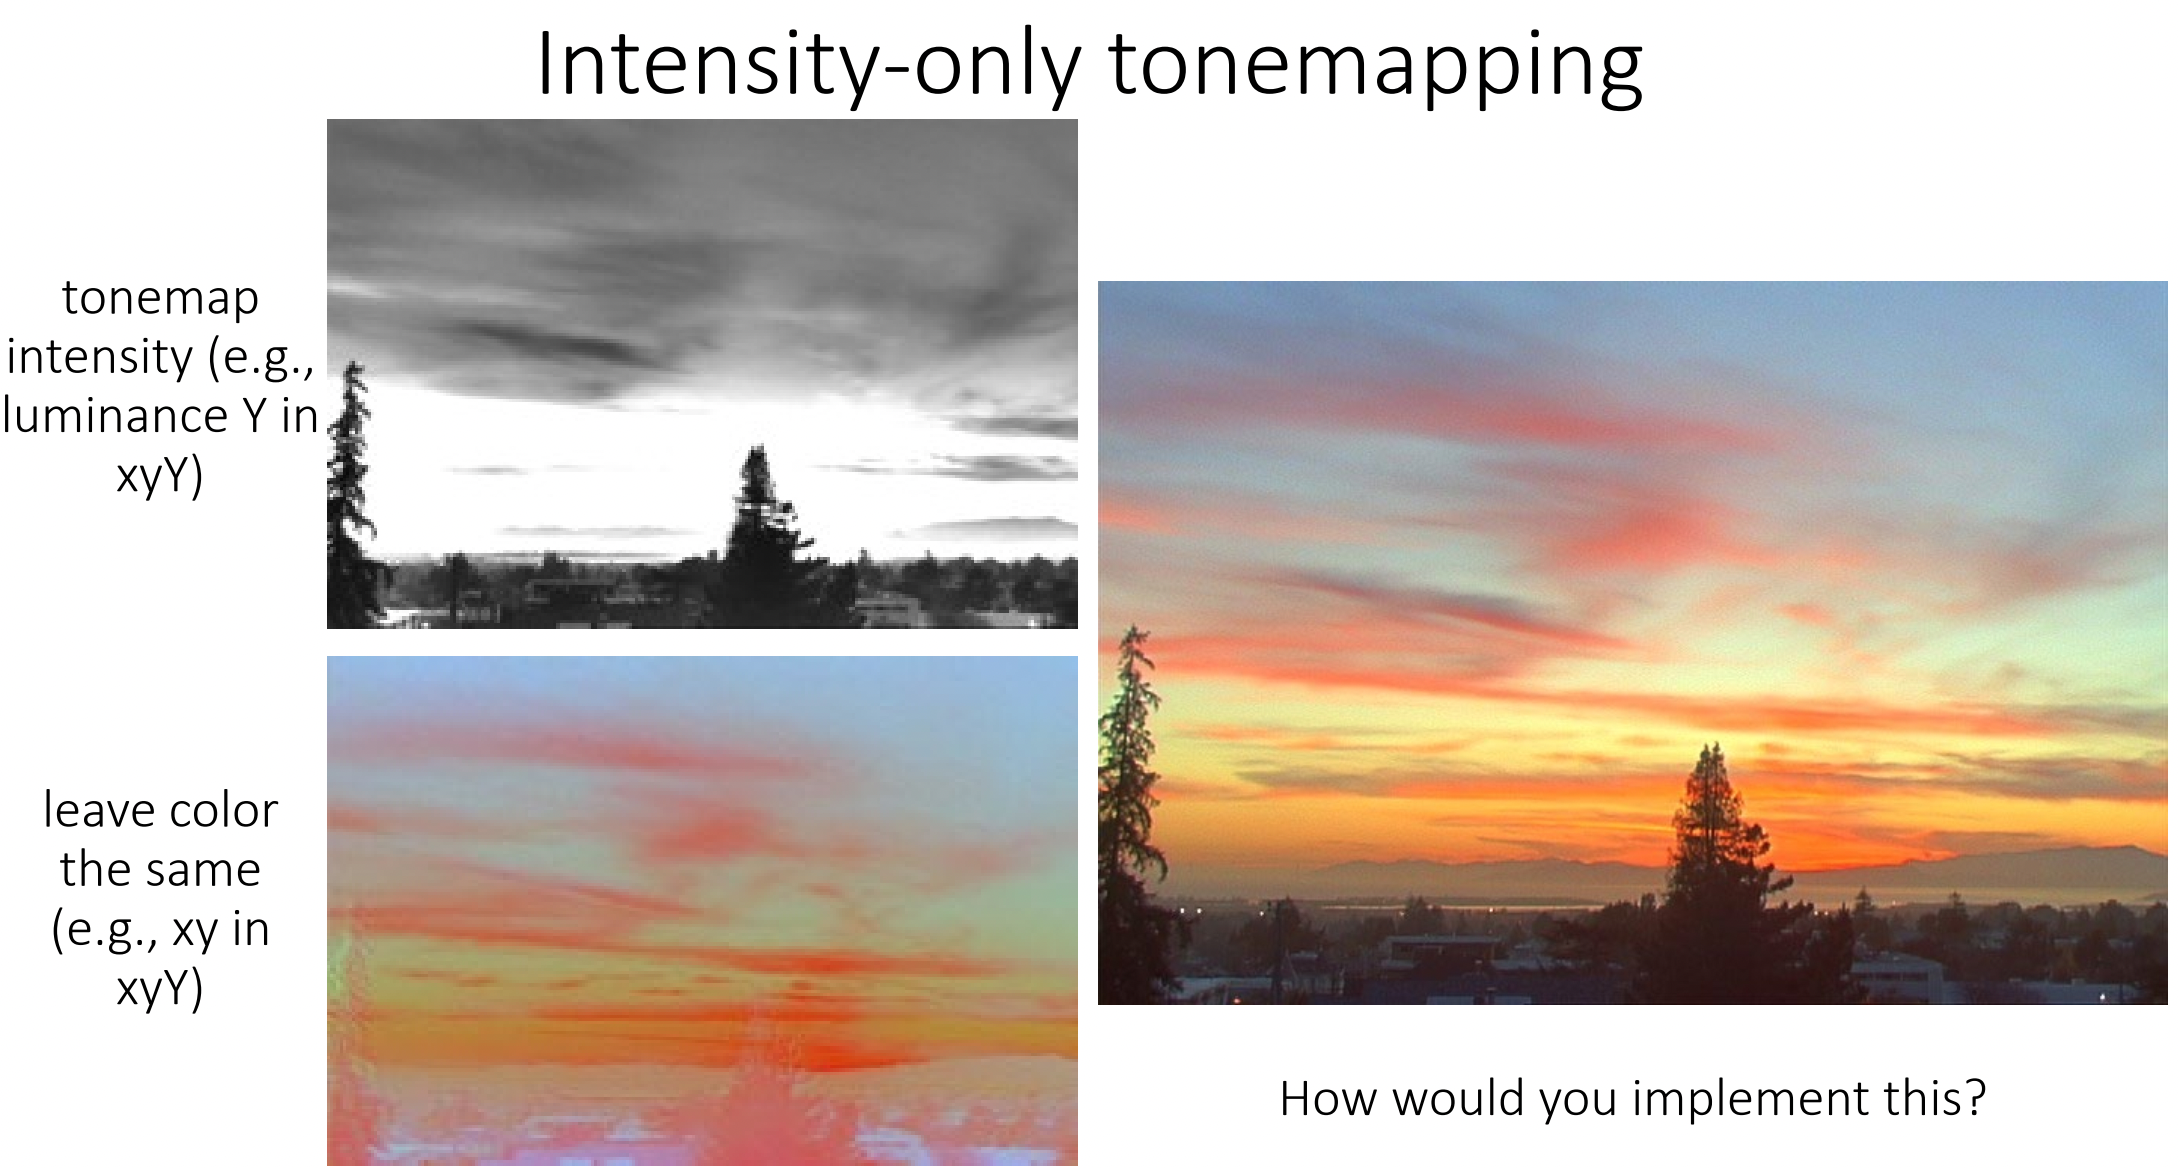 Intensity-only tonemapping
tonemap
intensity (e.g.,
luminance Y in
xyY)
leave color
the same
(e.g., xy in
xyY)
How would you implement this?